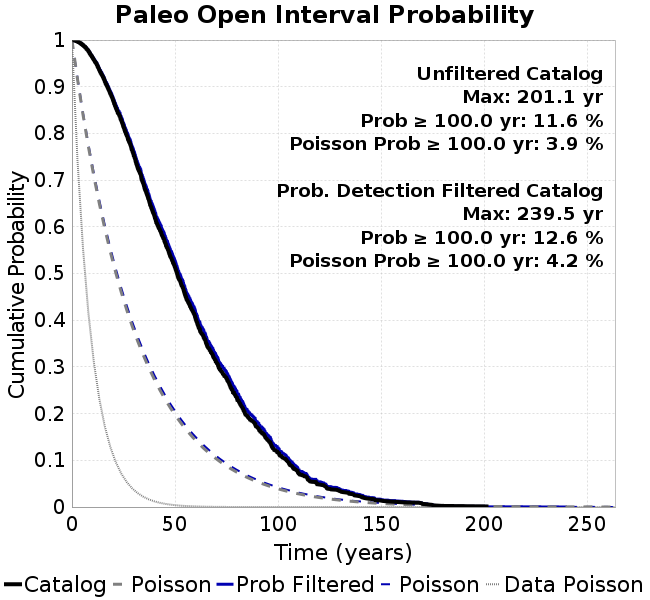 Paleo Open Interval Probability
Unfiltered Catalog
Max: 201.1 yr
Prob ≥ 100.0 yr: 11.6 %
Poisson Prob ≥ 100.0 yr: 3.9 %
Prob. Detection Filtered Catalog
Max: 239.5 yr
Prob ≥ 100.0 yr: 12.6 %
Poisson Prob ≥ 100.0 yr: 4.2 %
Cumulative Probability
1
0.9
0.8
0.7
0.6
0.5
0.4
0.3
0.2
0.1
0
0 50 100 150 200 250
Time (years)
Catalog Poisson Prob Filtered Poisson Data Poisson